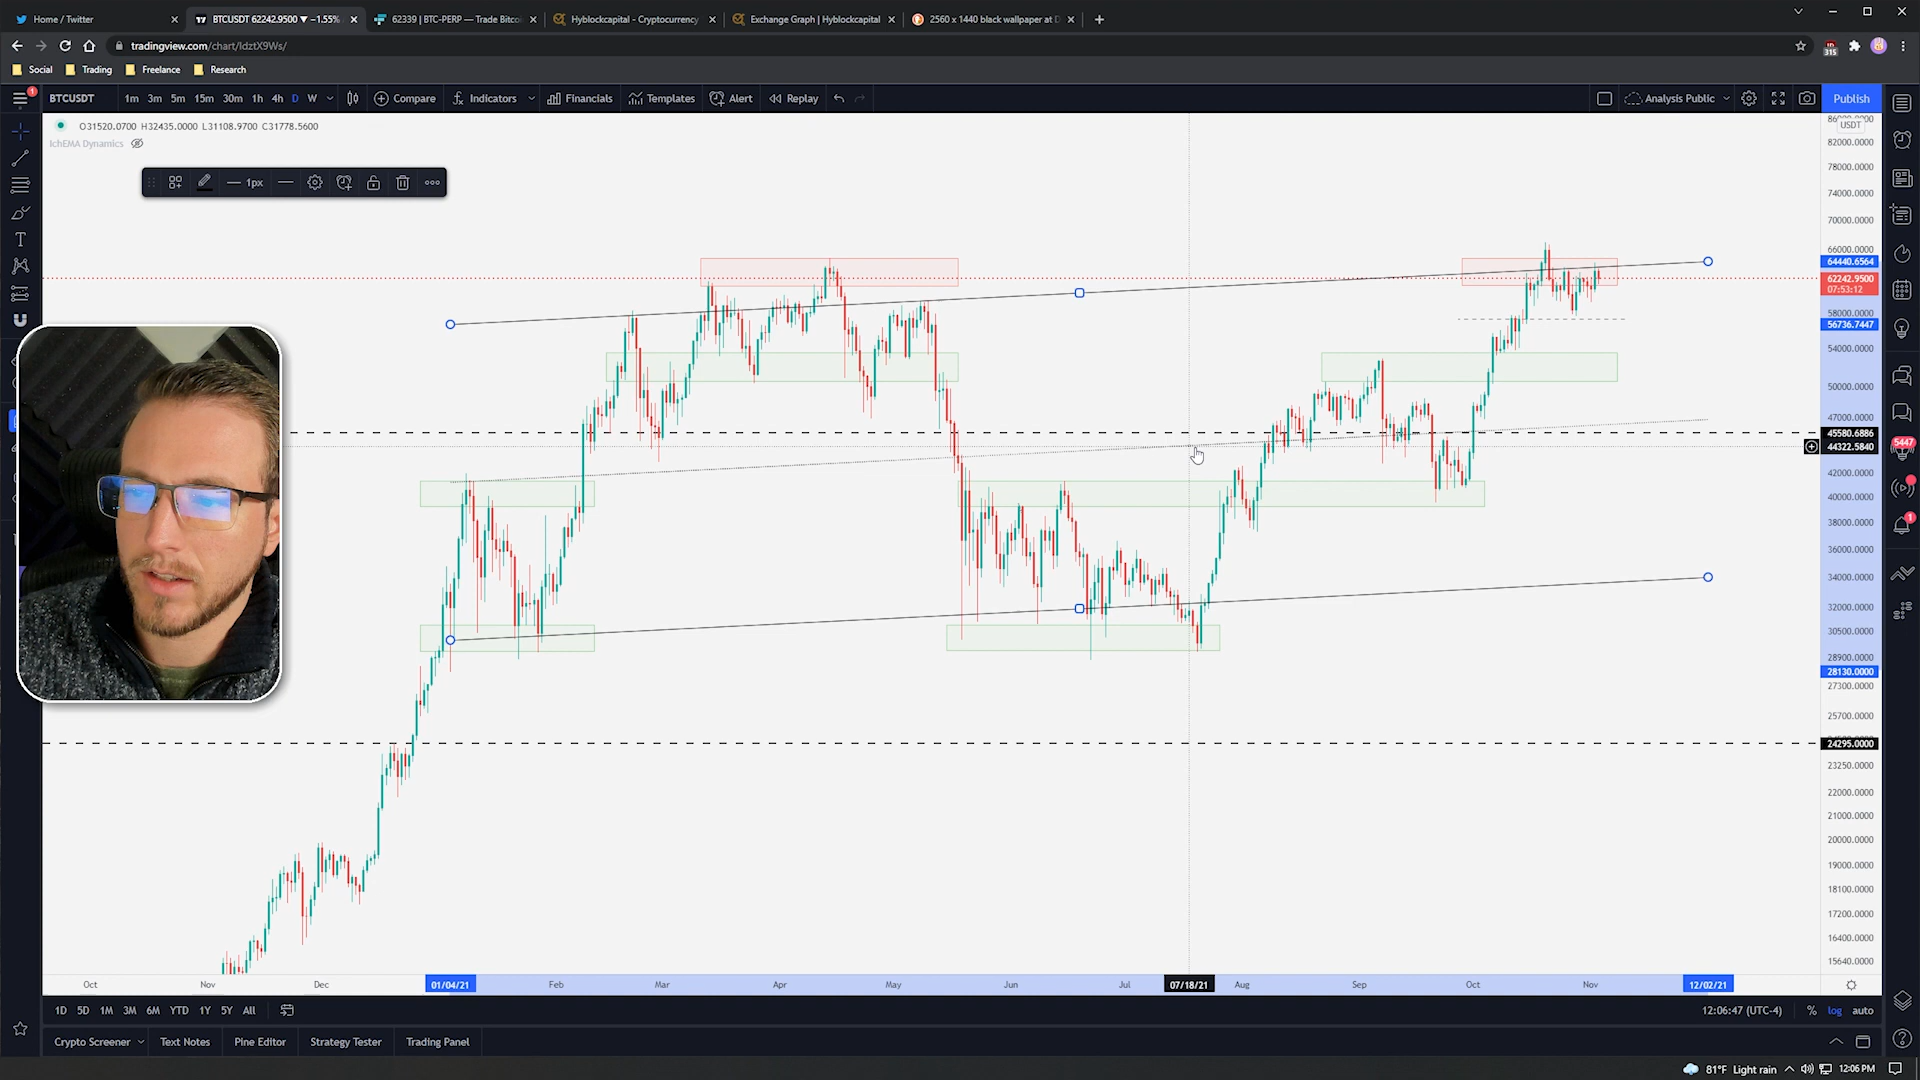 Home / Twitter
BTCUSDT 62242.9500 ▼ −1.55%
62339 | BTC-PERP — Trade Bitco
Hyblockcapital - Cryptocurrency
Exchange Graph | Hyblockcapital
2560 x 1440 black wallpaper at D
tradingview.com/chart/IdztX9Ws/
315
Social
Trading
Freelance
Research
1
BTCUSDT
1m 3m 5m 15m 30m 1h 4h D W
Compare
Indicators
Financials
Templates
Alert
Replay
Analysis Public
Publish
O31520.0700 H32435.0000 L31108.9700 C31778.5600
IchEMA Dynamics
1px
USDT
82000.0000
78000.0000
74000.0000
70000.0000
66000.0000
64440.6564
62242.9500
07:53:12
58000.0000
56736.7447
54000.0000
50000.0000
47000.0000
45580.6886
44322.5840
42000.0000
40000.0000
38000.0000
36000.0000
34000.0000
32000.0000
30500.0000
28900.0000
28130.0000
27300.0000
25700.0000
24295.0000
23250.0000
22000.0000
21000.0000
20000.0000
19000.0000
18100.0000
17200.0000
16400.0000
15640.0000
5447
1
Oct
Nov
Dec
01/04/21
Feb
Mar
Apr
May
Jun
Jul
07/18/21
Aug
Sep
Oct
Nov
12/02/21
1D 5D 1M 3M 6M YTD 1Y 5Y All
12:06:47 (UTC-4)
% log auto
Crypto Screener
Text Notes
Pine Editor
Strategy Tester
Trading Panel
81°F Light rain
12:06 PM